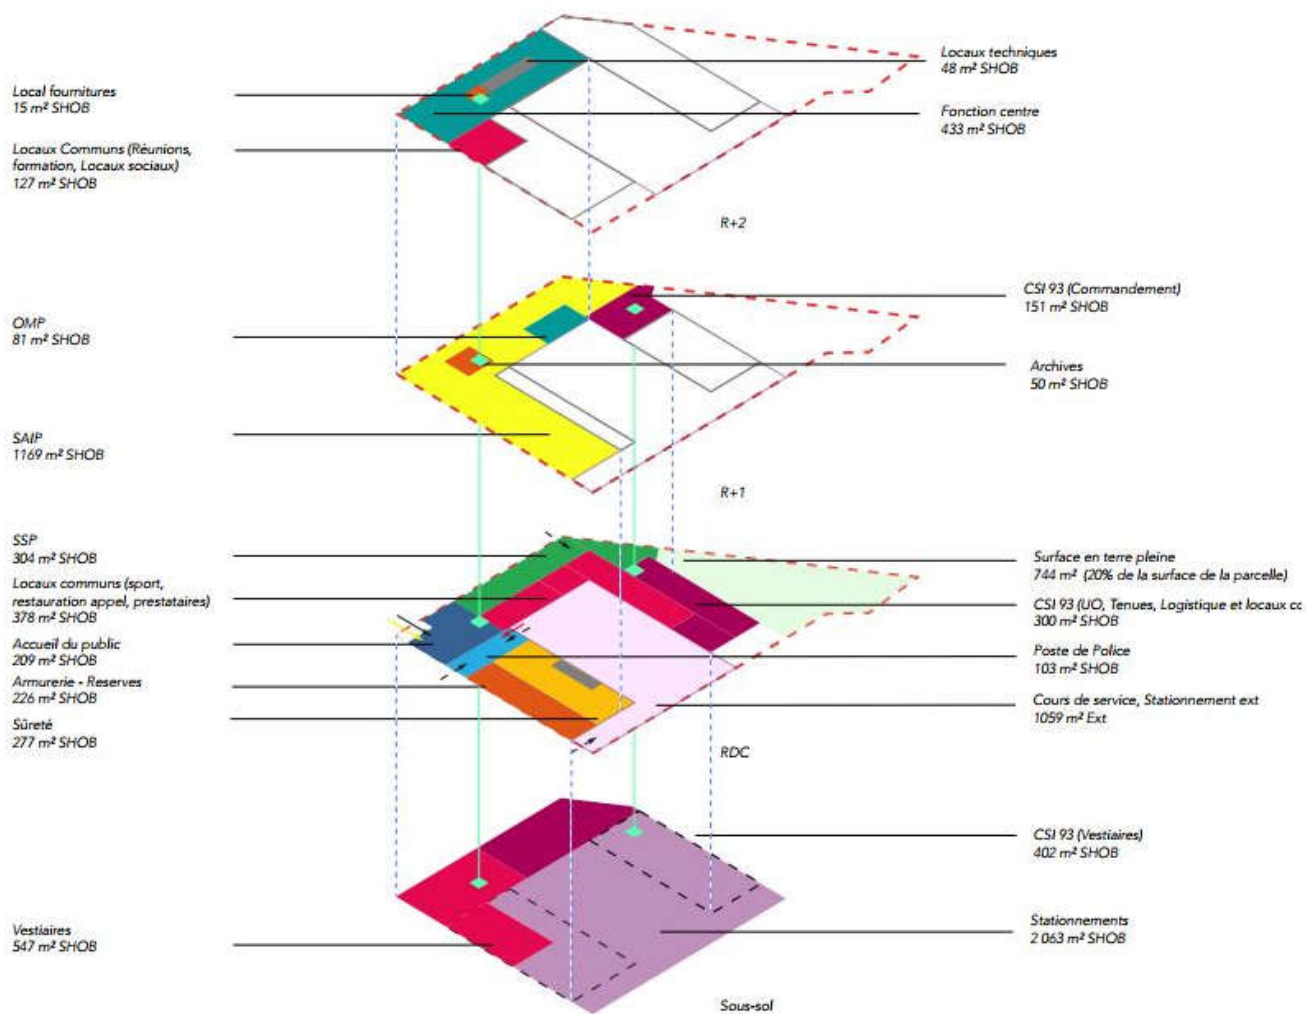 Local fournitures
15 m² SHOB
Locaux Communs (Réunions,
formation, Locaux sociaux)
127 m² SHOB
Locaux techniques
48 m² SHOB
Fonction centre
433 m² SHOB
R+2
OMP
81 m² SHOB
SAIP
1169 m² SHOB
CSI 93 (Commandement)
151 m² SHOB
Archives
50 m² SHOB
R+1
SSP
304 m² SHOB
Locaux communs (sport,
restauration appel, prestataires)
378 m² SHOB
Accueil du public
209 m² SHOB
Armurerie - Reserves
226 m² SHOB
Sûreté
277 m² SHOB
Surface en terre pleine
744 m² (20% de la surface de la parcelle)
CSI 93 (UO, Tenues, Logistique et locaux cc
300 m² SHOB
Poste de Police
103 m² SHOB
Cours de service, Stationnement ext
1059 m² Ext
RDC
CSI 93 (Vestiaires)
402 m² SHOB
Vestiaires
547 m² SHOB
Stationnements
2 063 m² SHOB
Sous-sol